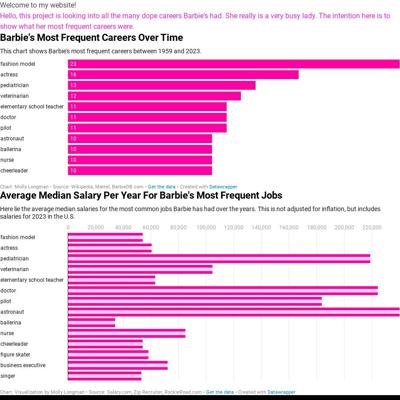 Welcome to my website!
Hello, this project is looking into all the many dope careers Barbie's had. She really is a very busy lady. The intention here is to
show what her most frequent careers were.
Barbie's Most Frequent Careers Over Time
This chart shows Barbie's most frequent careers between 1959 and 2023.
fashion model 23
actress 16
pediatrician 13
veterinarian 12
elementary school teacher 11
doctor 11
pilot 11
astronaut 10
ballerina 10
nurse 10
cheerleader 10
Chart: Molly Longman • Source: Wikipedia, Mattel, BarbieDB.com • Get the data • Created with Datawrapper
Average Median Salary Per Year For Barbie's Most Frequent Jobs
Here lie the average median salaries for the most common jobs Barbie has had over the years. This is not adjusted for inflation, but includes
salaries for 2023 in the U.S.
0 20,000 40,000 60,000 80,000 100,000 120,000 140,000 160,000 180,000 200,000 220,000
fashion model
actress
pediatrician
veterinarian
elementary school teacher
doctor
pilot
astronaut
ballerina
nurse
cheerleader
figure skater
business executive
singer
Chart: Visualization by Molly Longman • Source: Salary.com, Zip Recruiter, RockieRoad.com • Get the data • Created with Datawrapper